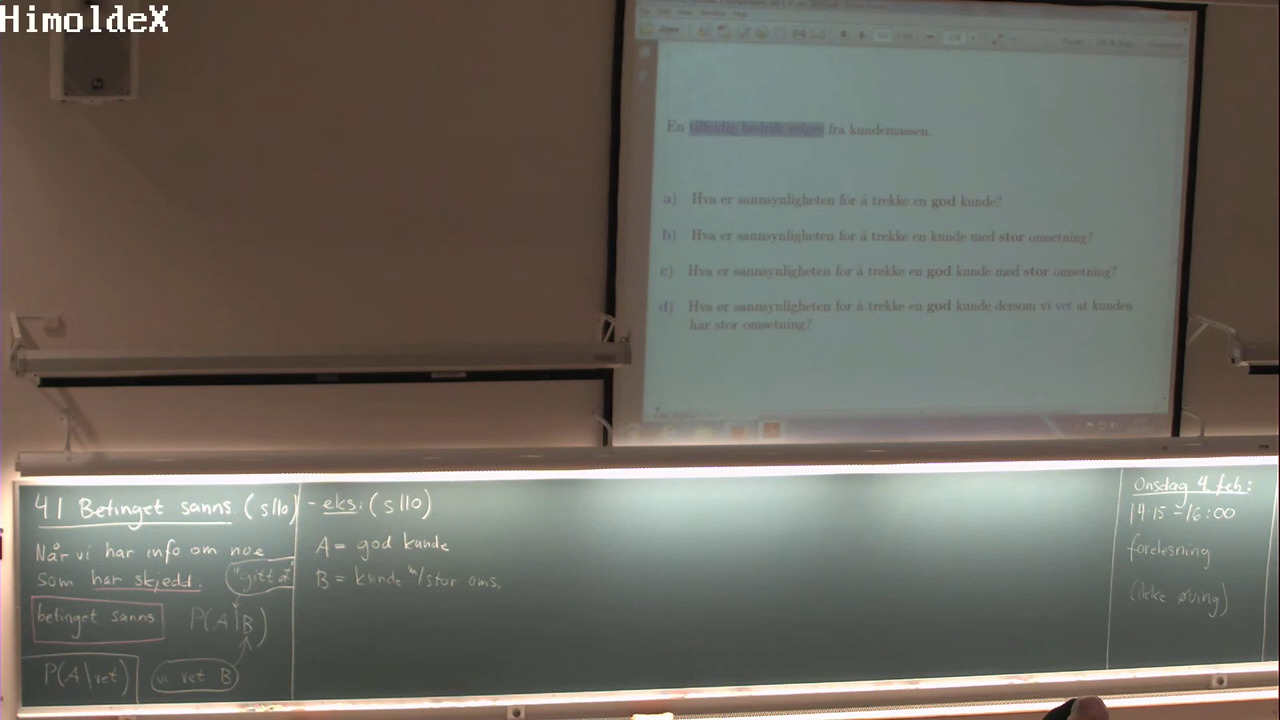 HimoldeX
En tilfeldig bedrift velges fra kundemassen.
a) Hva er sannsynligheten for å trekke en god kunde?
b) Hva er sannsynligheten for å trekke en kunde med stor omsetning?
c) Hva er sannsynligheten for å trekke en god kunde med stor omsetning?
d) Hva er sannsynligheten for å trekke en god kunde dersom vi vet at kunden
har stor omsetning?
4.1 Betinget sanns. (s110)
Når vi har info om noe
som har skjedd.
"gitt at"
betinget sanns
P(A|B)
P(A|vet)
vi vet B
- eks: (s110)
A = god kunde
B = kunde m/stor oms.
Onsdag 4. feb:
14.15 - 16:00
forelesning
(ikke øving)